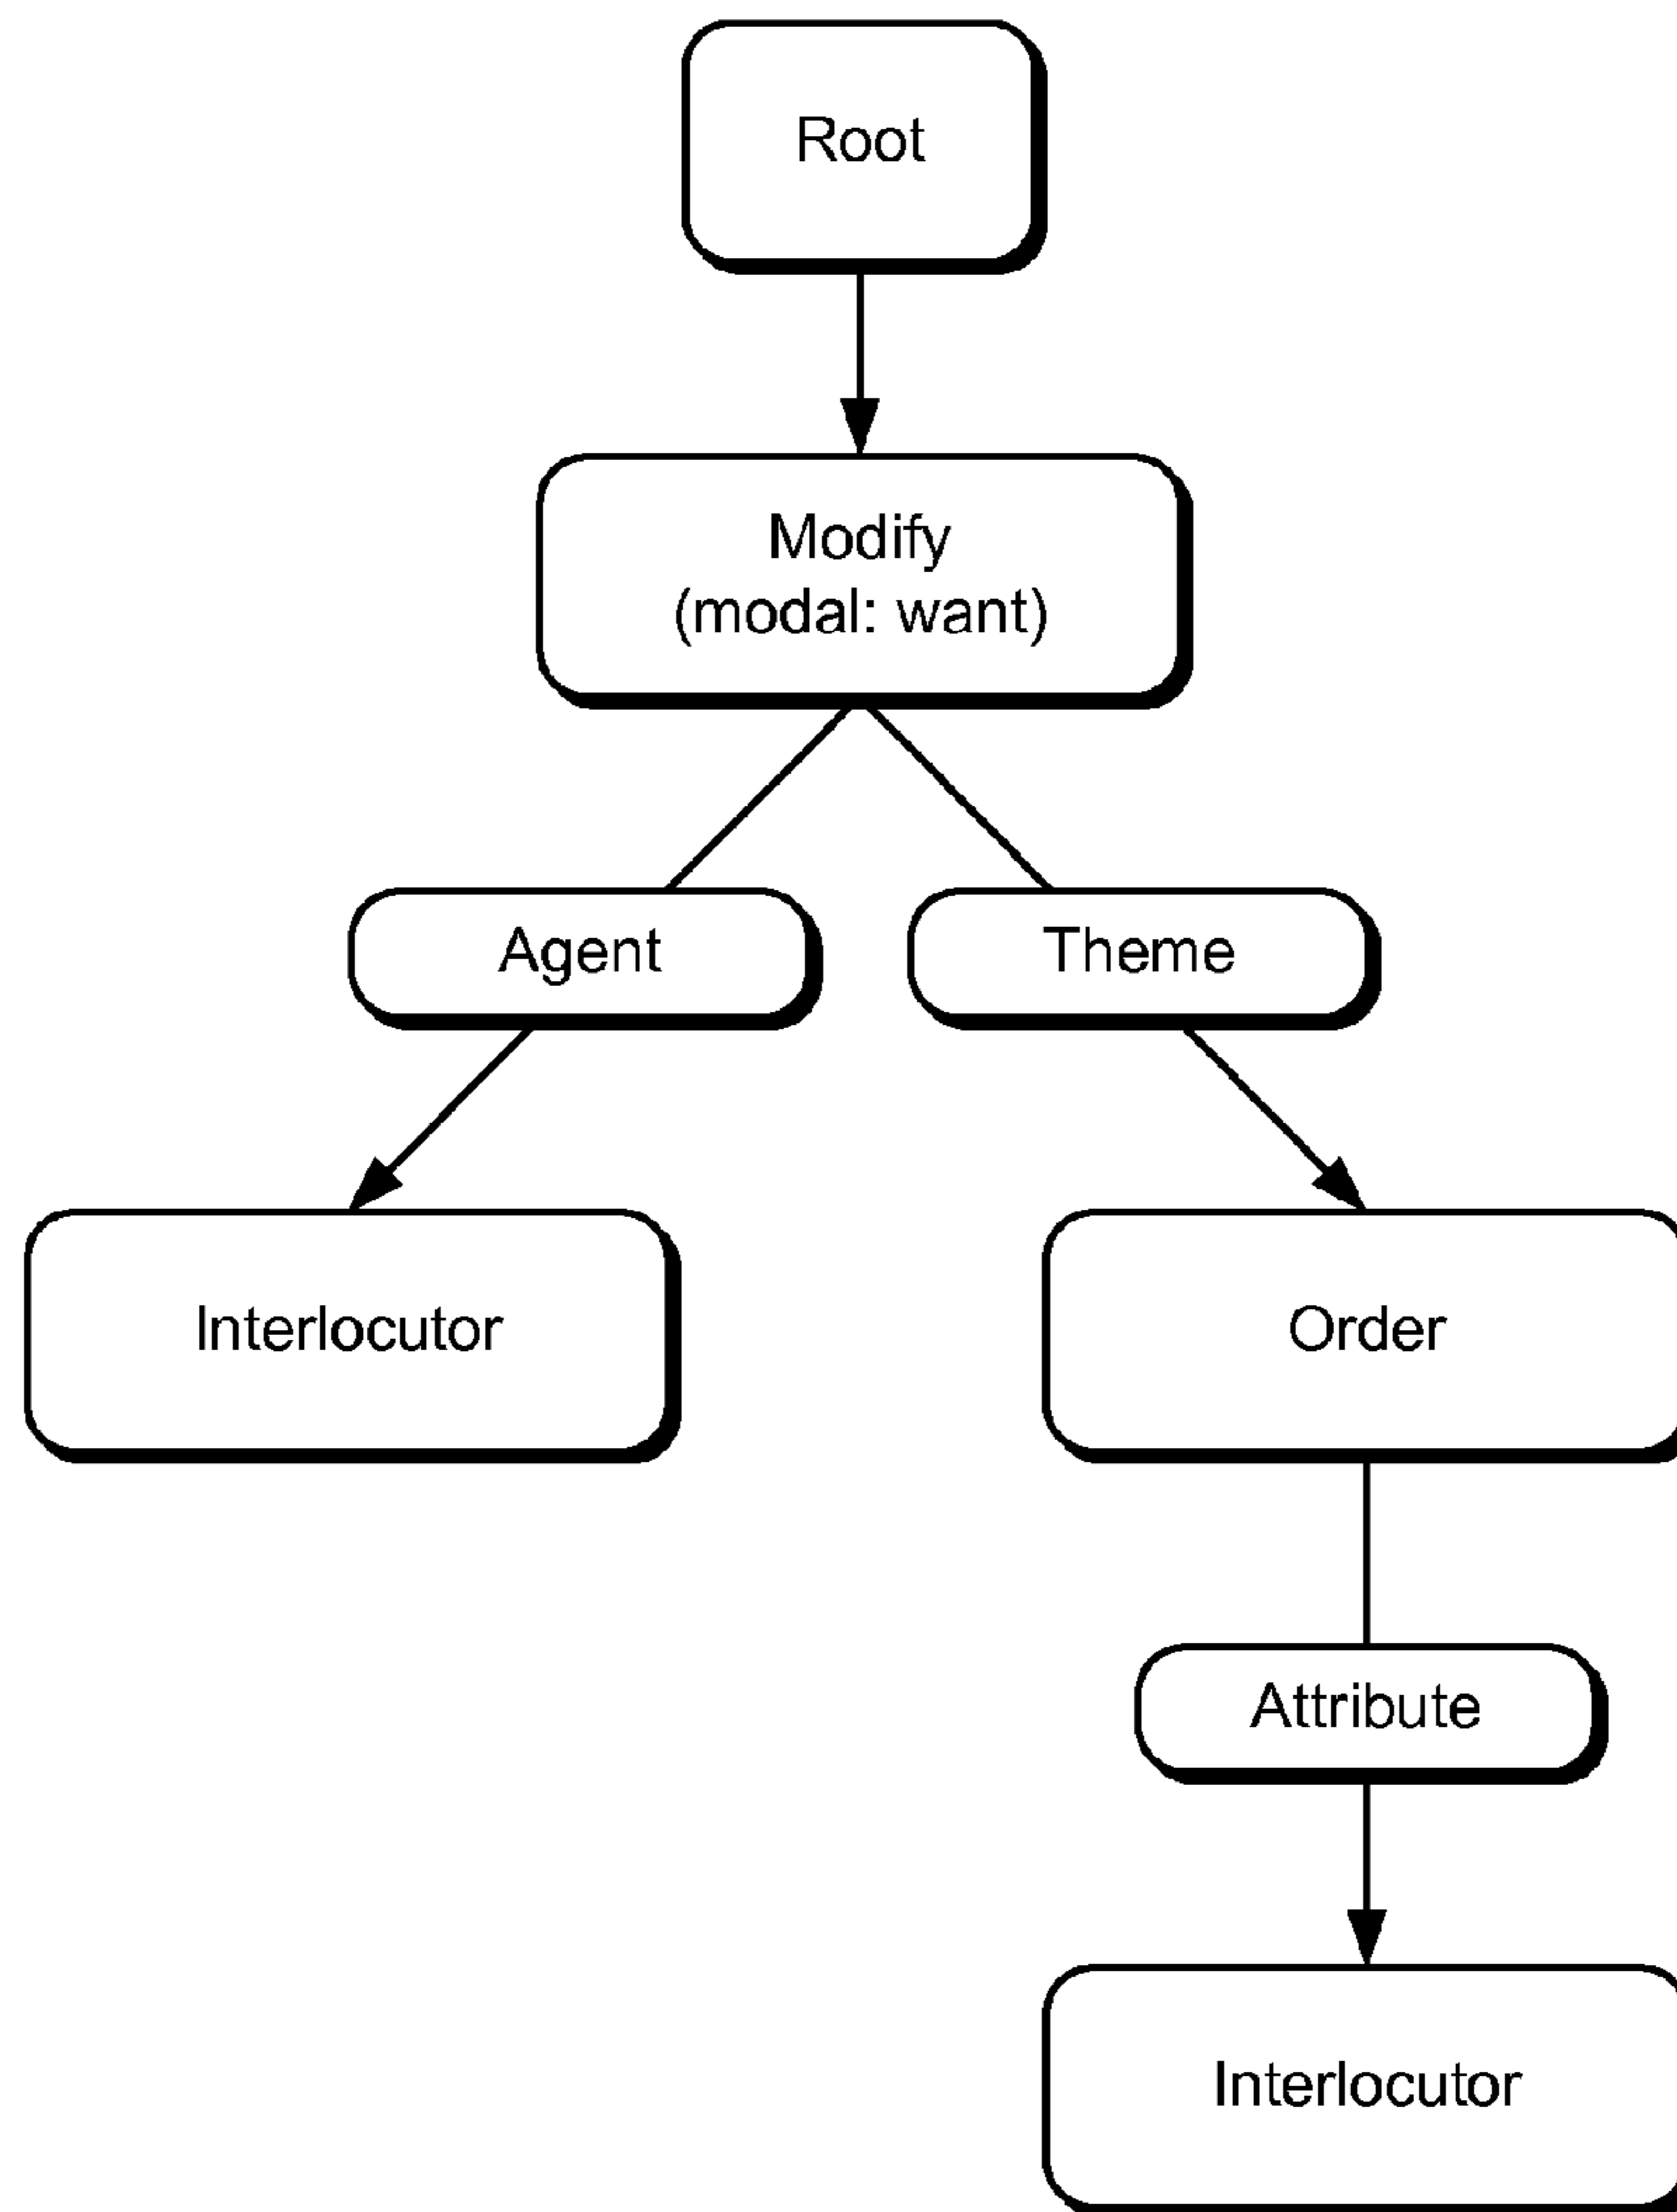 Root
Modify
(modal: want)
Agent
Theme
Interlocutor
Order
Attribute
Interlocutor